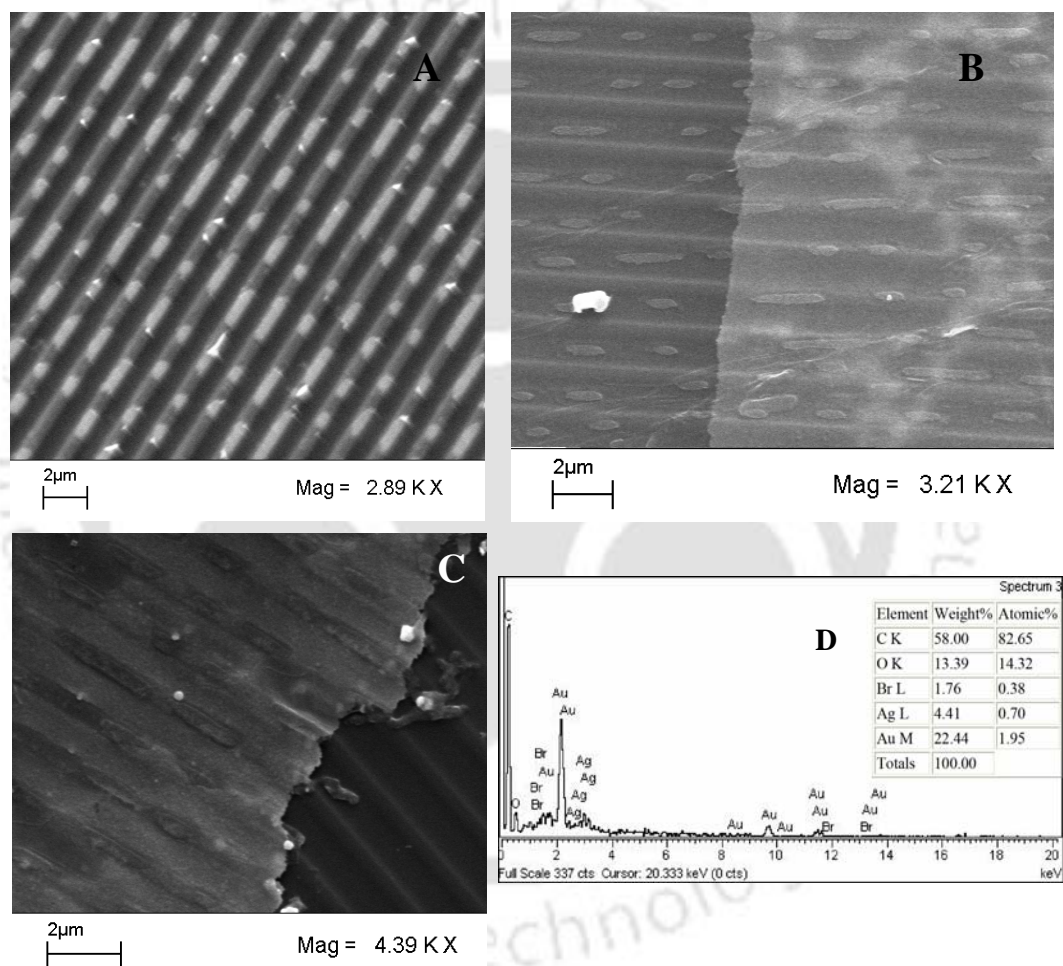 A
2µm
Mag = 2.89 K X
B
2µm
Mag = 3.21 K X
C
2µm
Mag = 4.39 K X
D
Spectrum 3
Element Weight% Atomic%
C K 58.00 82.65
O K 13.39 14.32
Br L 1.76 0.38
Ag L 4.41 0.70
Au M 22.44 1.95
Totals 100.00
C
O
Br
Br
Br
Au
Au
Au
Ag
Ag
Ag
Ag
Au
Au
Au
Au
Au
Br
Au
Au
Br
0 2 4 6 8 10 12 14 16 18 20
Full Scale 337 cts Cursor: 20.333 keV (0 cts) keV
echnolo